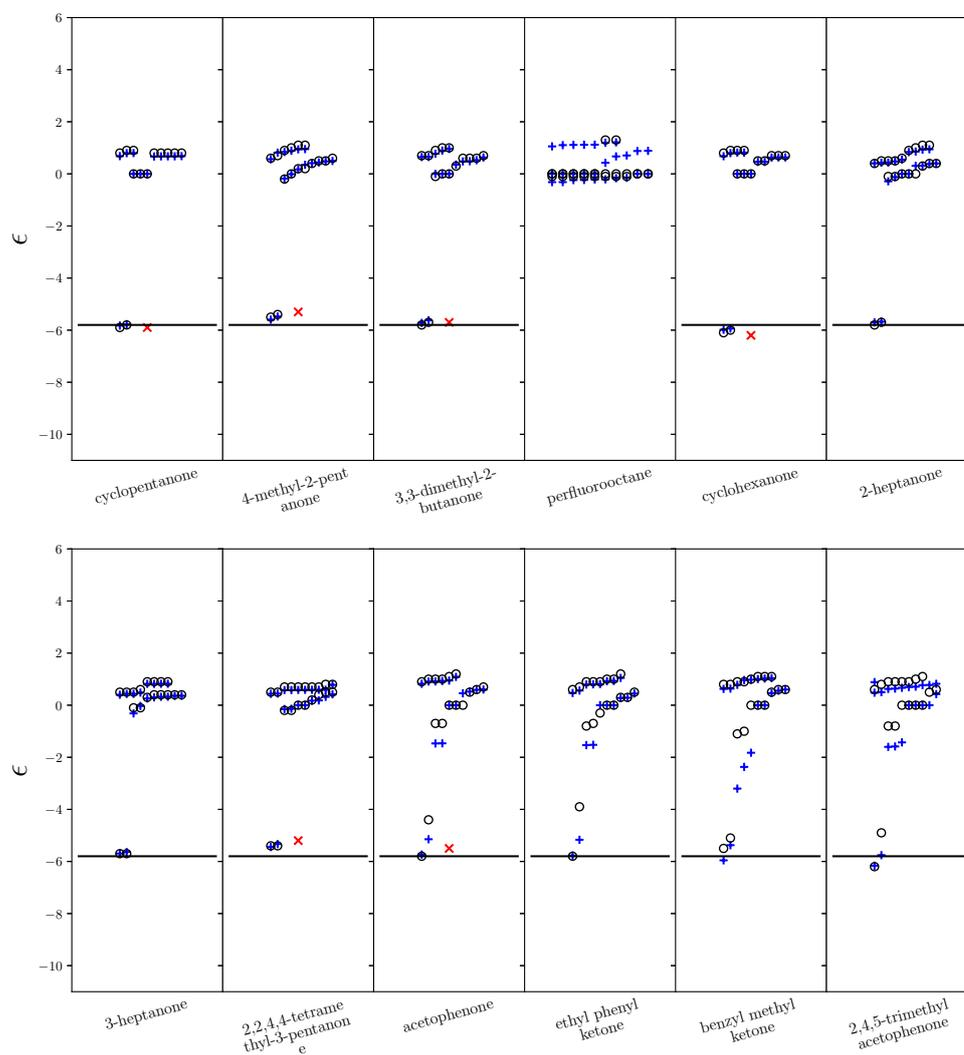 6
4
2
0
−2
−4
−6
−8
−10
ϵ
cyclopentanone
4-methyl-2-pent
anone
3,3-dimethyl-2-
butanone
perfluorooctane
cyclohexanone
2-heptanone
6
4
2
0
−2
−4
−6
−8
−10
ϵ
3-heptanone
2,2,4,4-tetrame
thyl-3-pentanon
e
acetophenone
ethyl phenyl
ketone
benzyl methyl
ketone
2,4,5-trimethyl
acetophenone